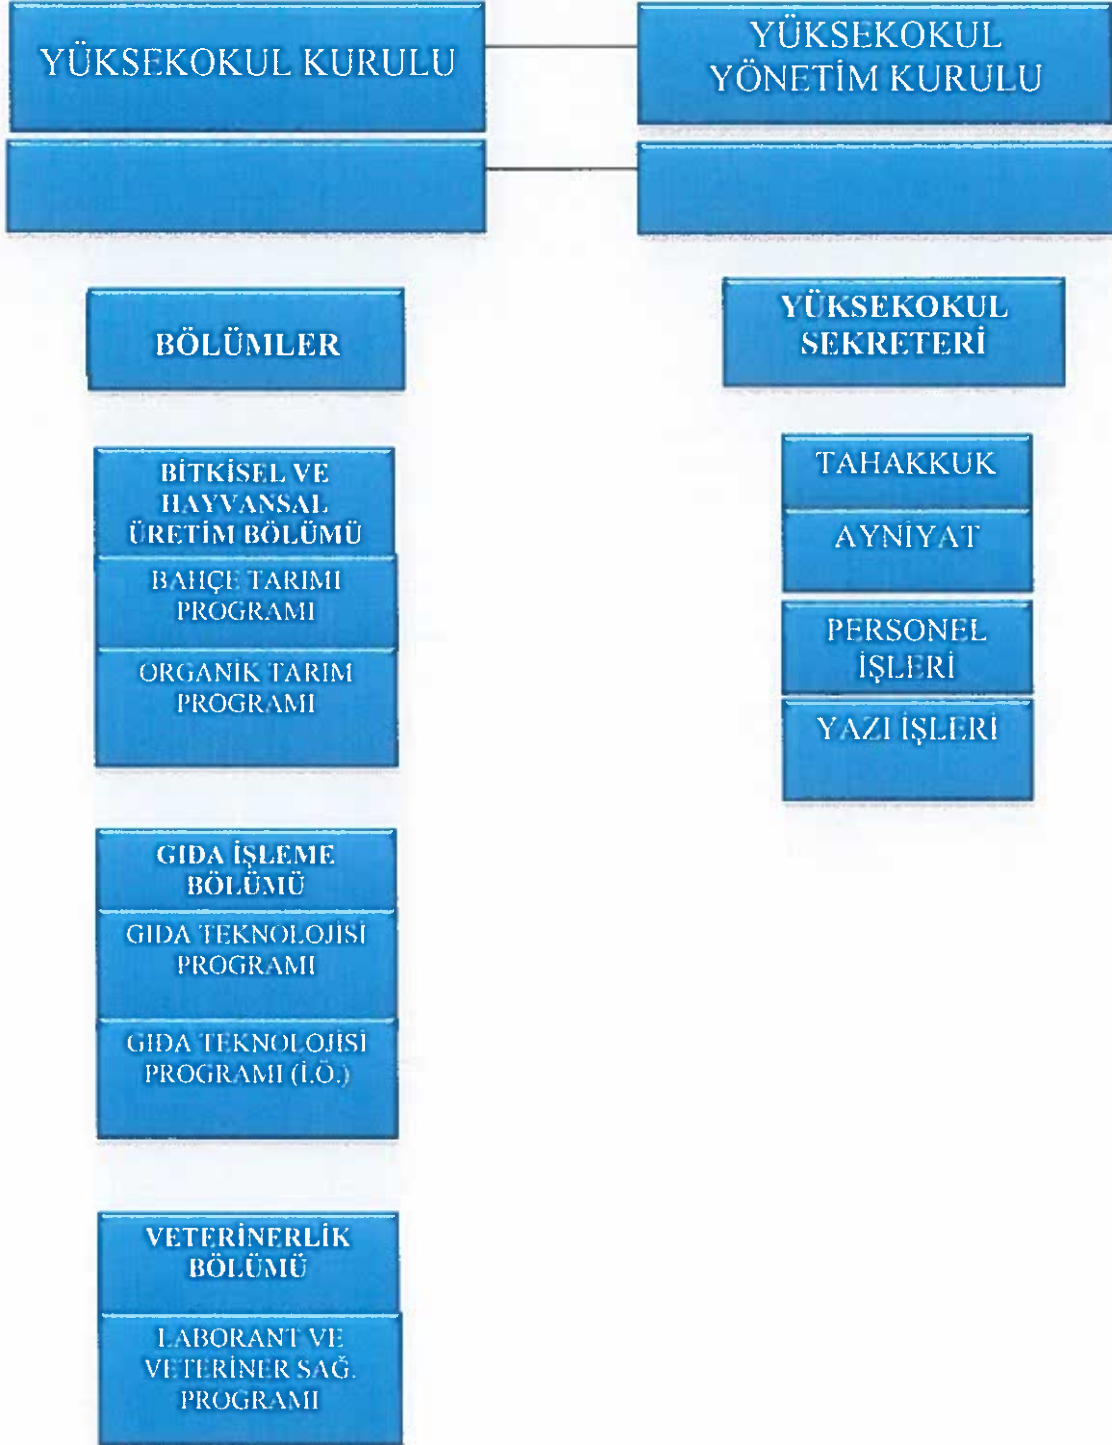 YÜKSEKOKUL KURULU
YÜKSEKOKUL
YÖNETİM KURULU
BÖLÜMLER
BİTKİSEL VE
HAYVANSAL
ÜRETİM BÖLÜMÜ
BAHÇE TARIMI
PROGRAMI
ORGANİK TARIM
PROGRAMI
GIDA İŞLEME
BÖLÜMÜ
GIDA TEKNOLOJİSİ
PROGRAMI
GIDA TEKNOLOJİSİ
PROGRAMI (İ.Ö.)
VETERİNERLİK
BÖLÜMÜ
LABORANT VE
VETERİNER SAĞ.
PROGRAMI
YÜKSEKOKUL
SEKRETERİ
TAHAKKUK
AYNİYAT
PERSONEL
İŞLERİ
YAZI İŞLERİ